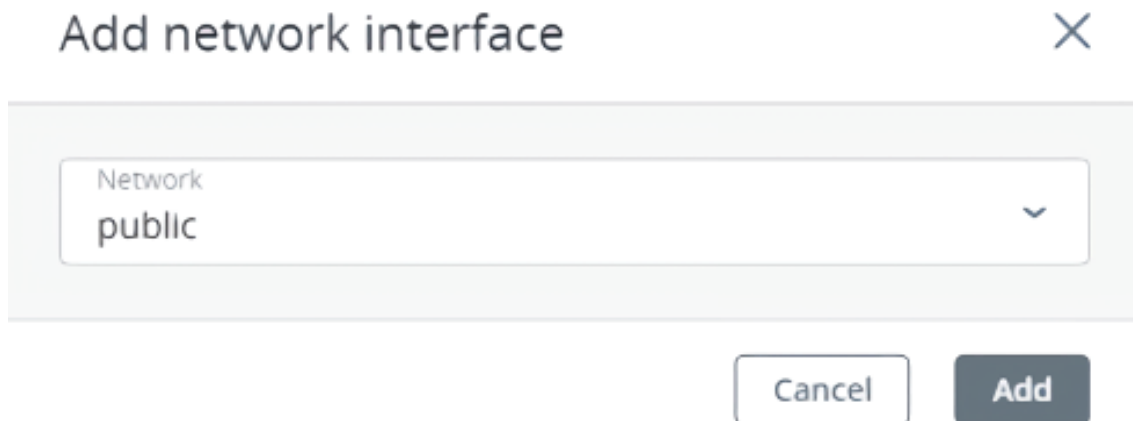 Add network interface
Network
public
Cancel
Add